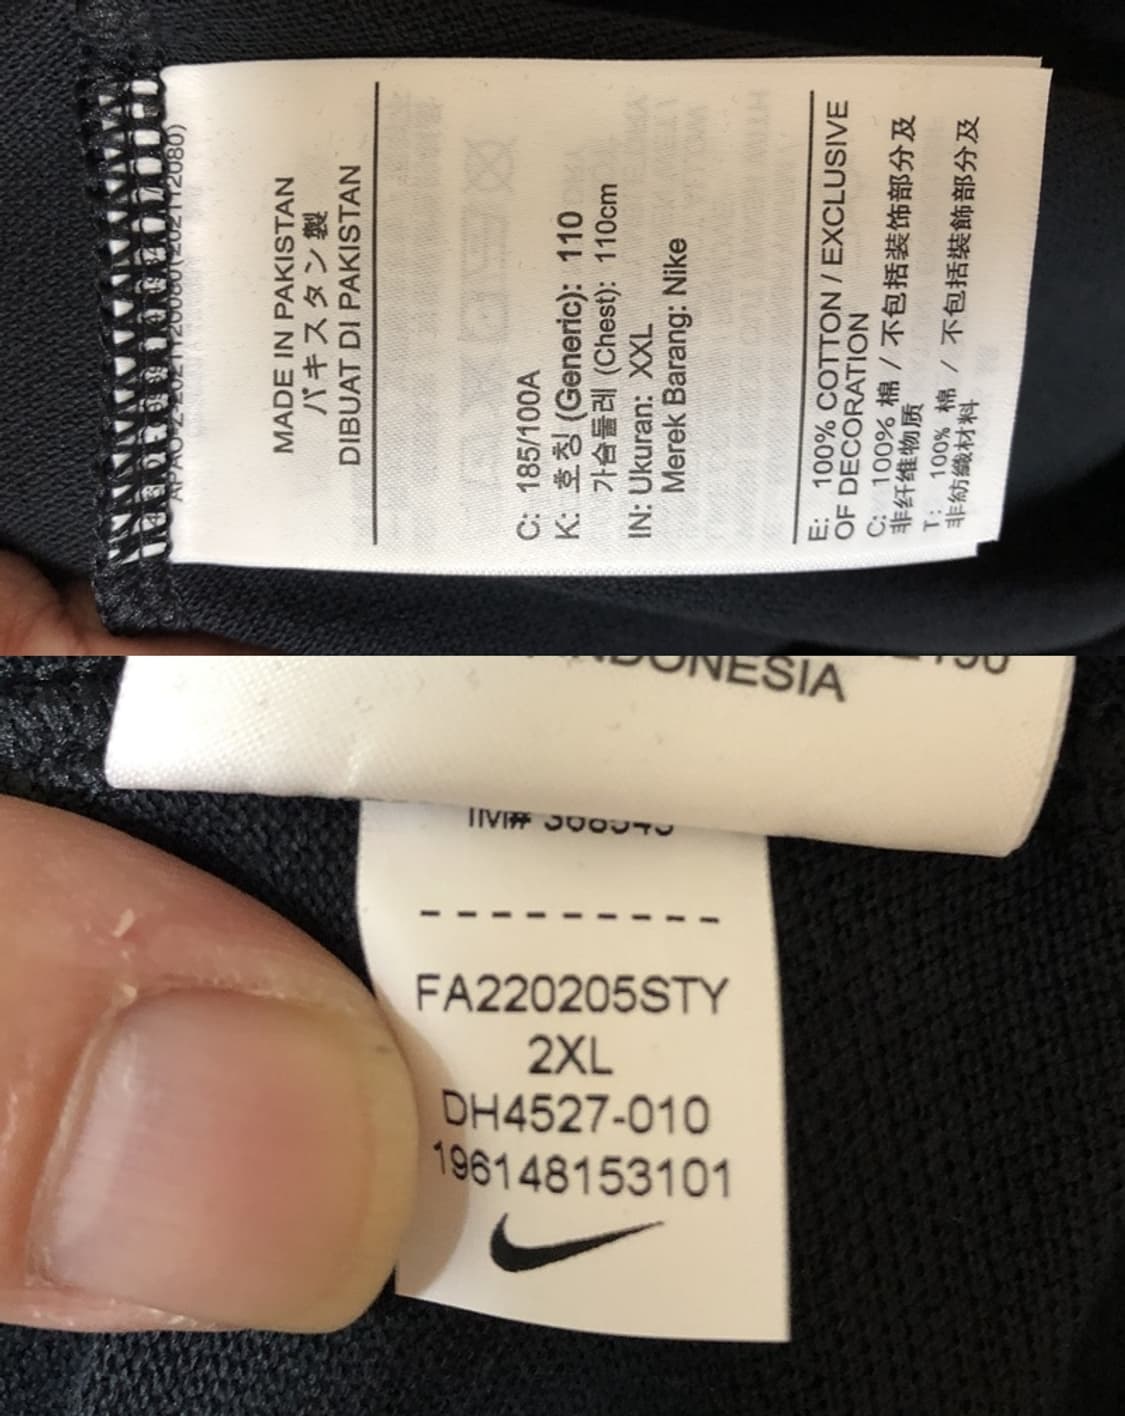 MADE IN PAKISTAN
パキスタン製
DIBUAT DI PAKISTAN
C: 185/100A
K: 호칭 (Generic): 110
가슴둘레 (Chest): 110cm
IN: Ukuran: XXL
Merek Barang: Nike
E: 100% COTTON / EXCLUSIVE
OF DECORATION
C: 100% 棉 / 不包括装饰部分及
非纤维物质
T: 100% 棉 / 不包括裝飾部分及
非紡織材料
INDONESIA
IM# 368545
FA220205STY
2XL
DH4527-010
196148153101